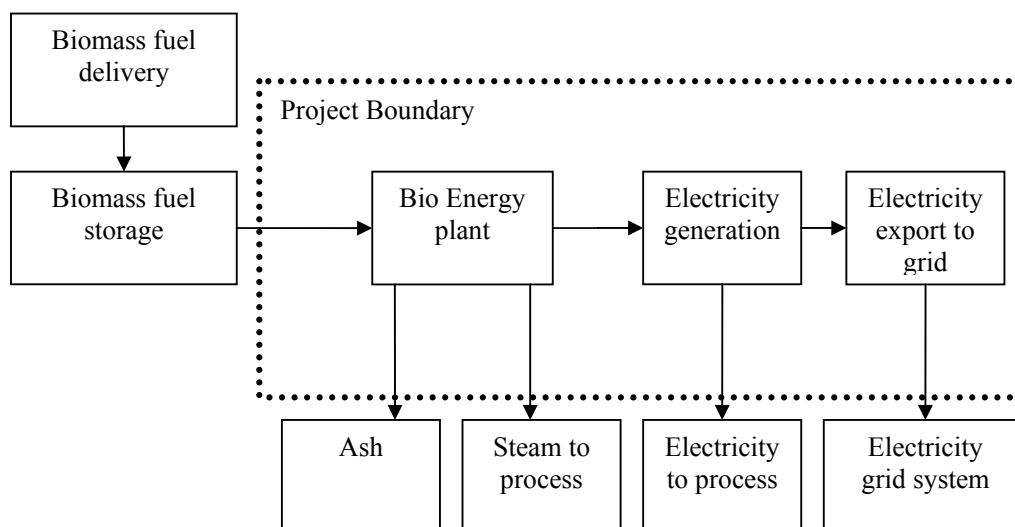 Biomass fuel
delivery
Project Boundary
Biomass fuel
storage
Bio Energy
plant
Electricity
generation
Electricity
export to
grid
Ash
Steam to
process
Electricity
to process
Electricity
grid system